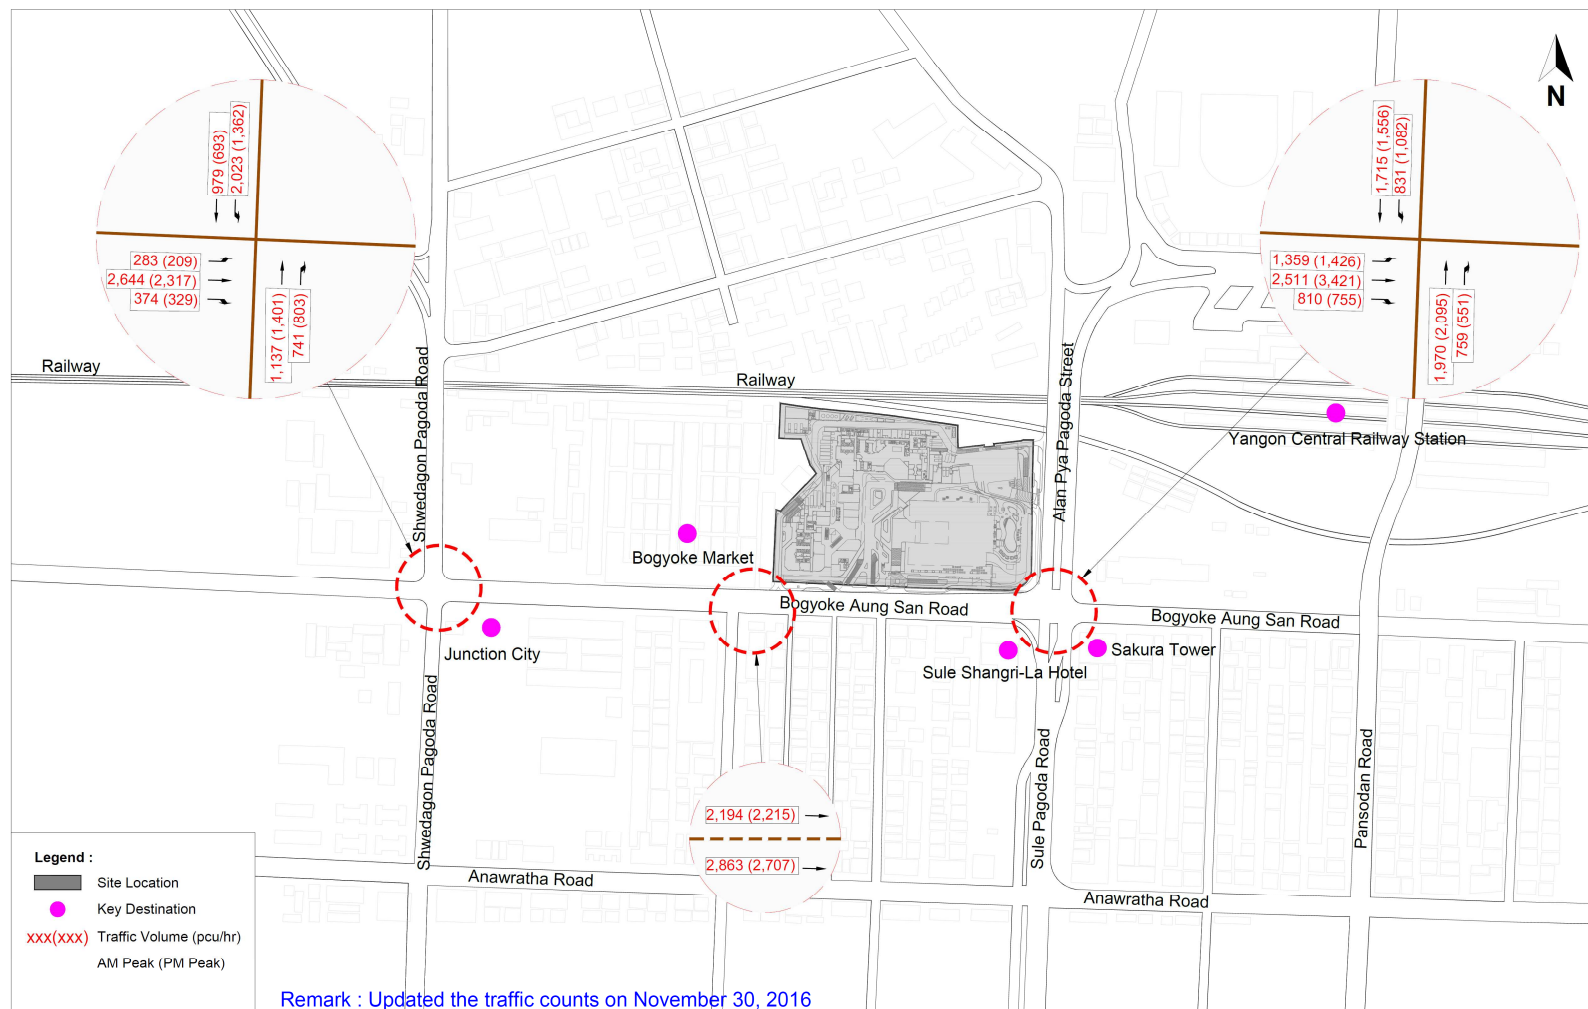 N
979 (693)
2,023 (1,362)
283 (209)
2,644 (2,317)
374 (329)
1,137 (1,401)
741 (803)
1,715 (1,556)
831 (1,082)
1,359 (1,426)
2,511 (3,421)
810 (755)
1,970 (2,095)
759 (551)
Railway
Railway
Shwedagon Pagoda Road
Alan Pya Pagoda Street
Yangon Central Railway Station
Bogyoke Market
Bogyoke Aung San Road
Bogyoke Aung San Road
Junction City
Sule Shangri-La Hotel
Sakura Tower
Shwedagon Pagoda Road
Sule Pagoda Road
Pansodan Road
2,194 (2,215)
2,863 (2,707)
Anawratha Road
Anawratha Road
Legend :
Site Location
Key Destination
xxx(xxx) Traffic Volume (pcu/hr)
AM Peak (PM Peak)
Remark : Updated the traffic counts on November 30, 2016